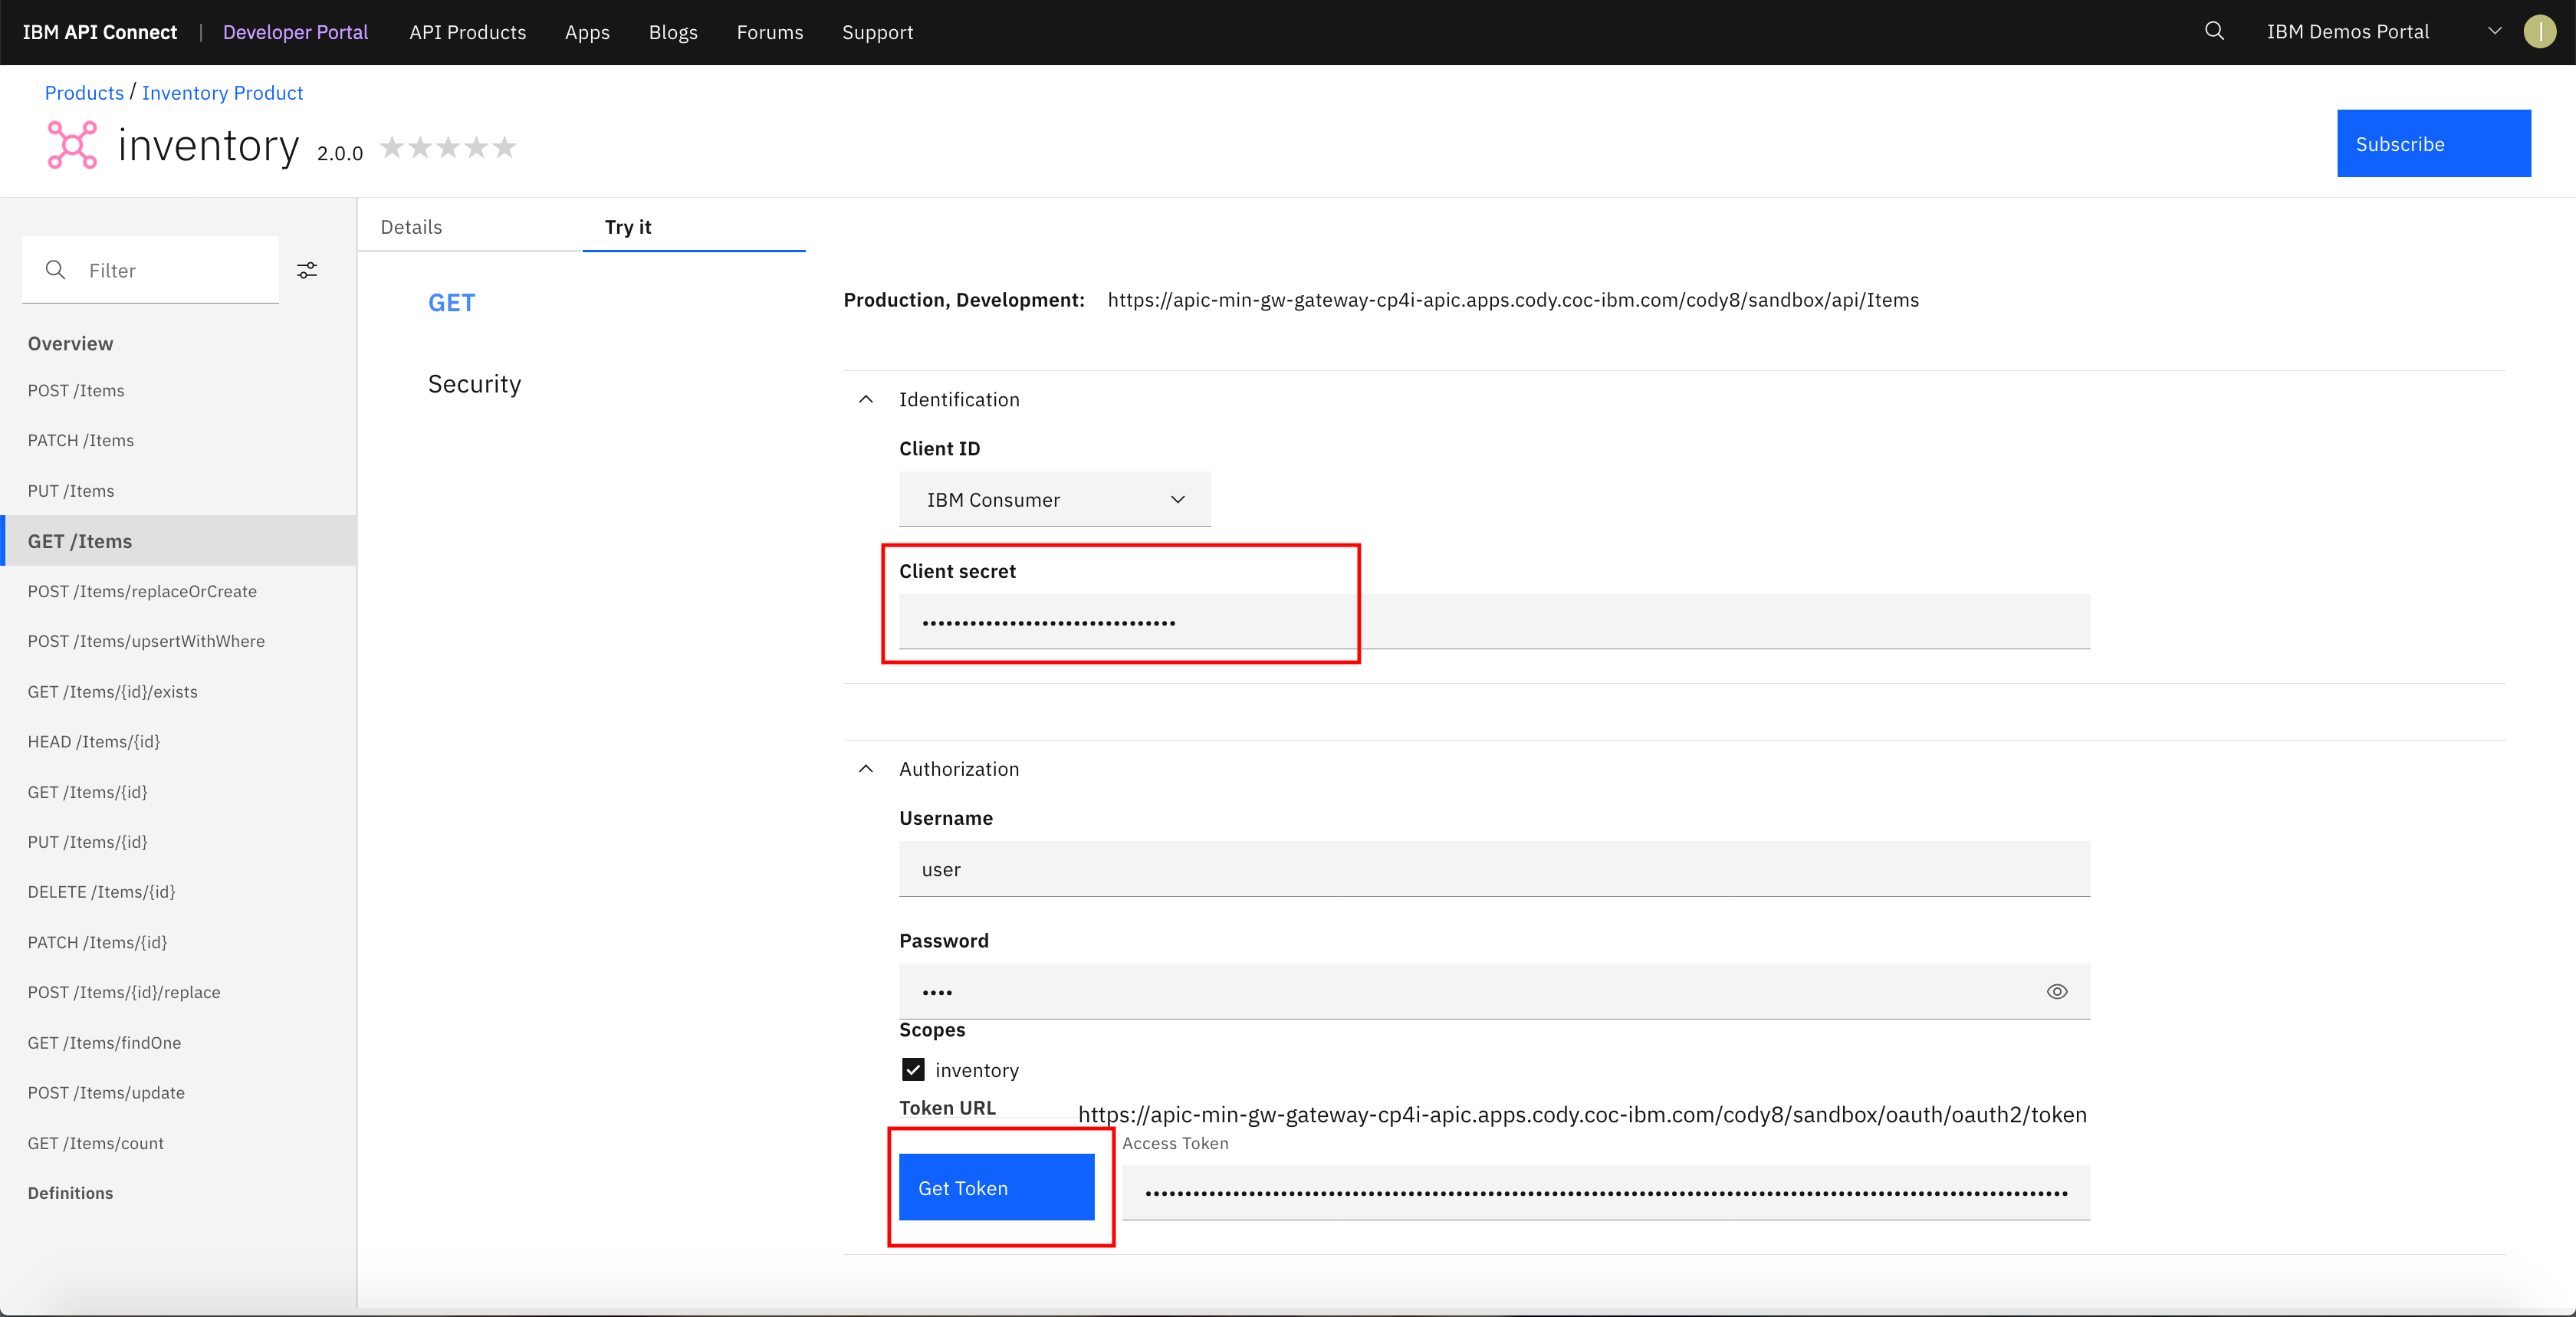 IBM API Connect | Developer Portal API Products Apps Blogs Forums Support IBM Demos Portal
Products / Inventory Product
inventory 2.0.0
Subscribe
Filter
Overview
POST /Items
PATCH /Items
PUT /Items
GET /Items
POST /Items/replaceOrCreate
POST /Items/upsertWithWhere
GET /Items/{id}/exists
HEAD /Items/{id}
GET /Items/{id}
PUT /Items/{id}
DELETE /Items/{id}
PATCH /Items/{id}
POST /Items/{id}/replace
GET /Items/findOne
POST /Items/update
GET /Items/count
Definitions
Details Try it
GET
Production, Development: https://apic-min-gw-gateway-cp4i-apic.apps.cody.coc-ibm.com/cody8/sandbox/api/Items
Security
Identification
Client ID
IBM Consumer
Client secret
Authorization
Username
user
Password
Scopes
inventory
Token URL https://apic-min-gw-gateway-cp4i-apic.apps.cody.coc-ibm.com/cody8/sandbox/oauth/oauth2/token
Access Token
Get Token